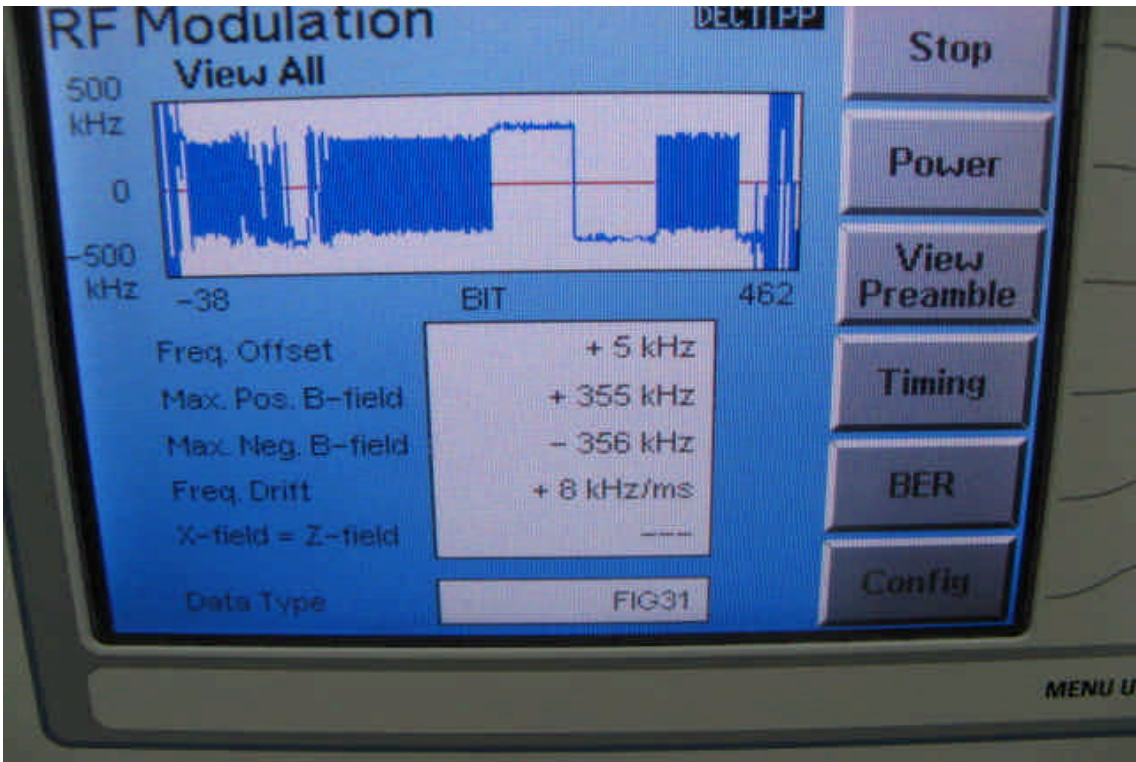 RF Modulation DECT PP
View All
500
kHz
0
-500
kHz
-38 BIT 462
Freq. Offset + 5 kHz
Max. Pos. B-field + 355 kHz
Max. Neg. B-field - 356 kHz
Freq. Drift + 8 kHz/ms
X-field = Z-field ---
Data Type FIG31
Stop
Power
View
Preamble
Timing
BER
Config
MENU U